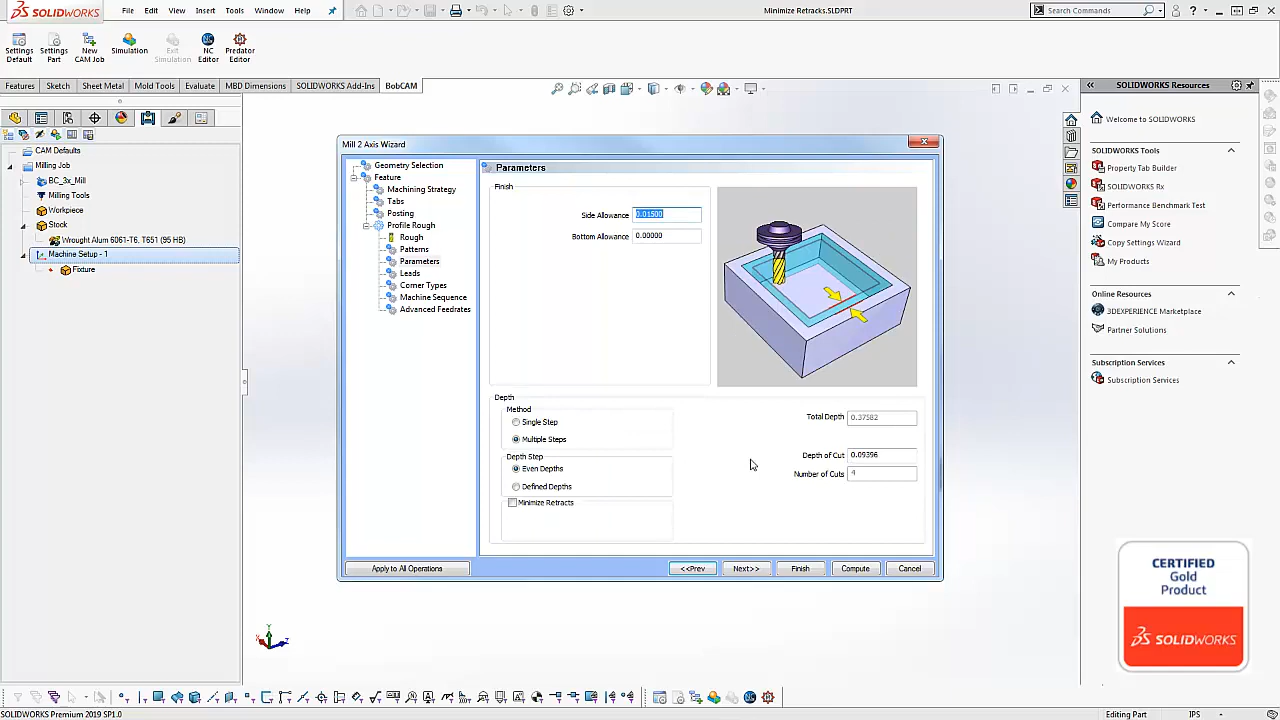 SOLIDWORKS
File Edit View Insert Tools Window Help
Minimize Retracks.SLDPRT
Search Commands
Settings Default
Settings Part
New CAM Job
Simulation
Exit Simulation
NC Editor
Predator Editor
Features Sketch Sheet Metal Mold Tools Evaluate MBD Dimensions SOLIDWORKS Add-Ins BobCAM
CAM Defaults
Milling Job
BC_3x_Mill
Milling Tools
Workpiece
Stock
Wrought Alum 6061-T6, T651 (95 HB)
Machine Setup - 1
Fixture
Mill 2 Axis Wizard
Geometry Selection
Feature
Machining Strategy
Tabs
Posting
Profile Rough
Rough
Patterns
Parameters
Leads
Corner Types
Machine Sequence
Advanced Feedrates
Parameters
Finish
Side Allowance 0.01500
Bottom Allowance 0.00000
Depth
Method
Single Step
Multiple Steps
Depth Step
Even Depths
Defined Depths
Minimize Retracts
Total Depth 0.37582
Depth of Cut 0.09396
Number of Cuts 4
Apply to All Operations
<<Prev Next>> Finish Compute Cancel
SOLIDWORKS Resources
Welcome to SOLIDWORKS
SOLIDWORKS Tools
Property Tab Builder
SOLIDWORKS Rx
Performance Benchmark Test
Compare My Score
Copy Settings Wizard
My Products
Online Resources
3DEXPERIENCE Marketplace
Partner Solutions
Subscription Services
Subscription Services
CERTIFIED
Gold
Product
SOLIDWORKS
SOLIDWORKS Premium 2019 SP1.0
Editing Part
IPS